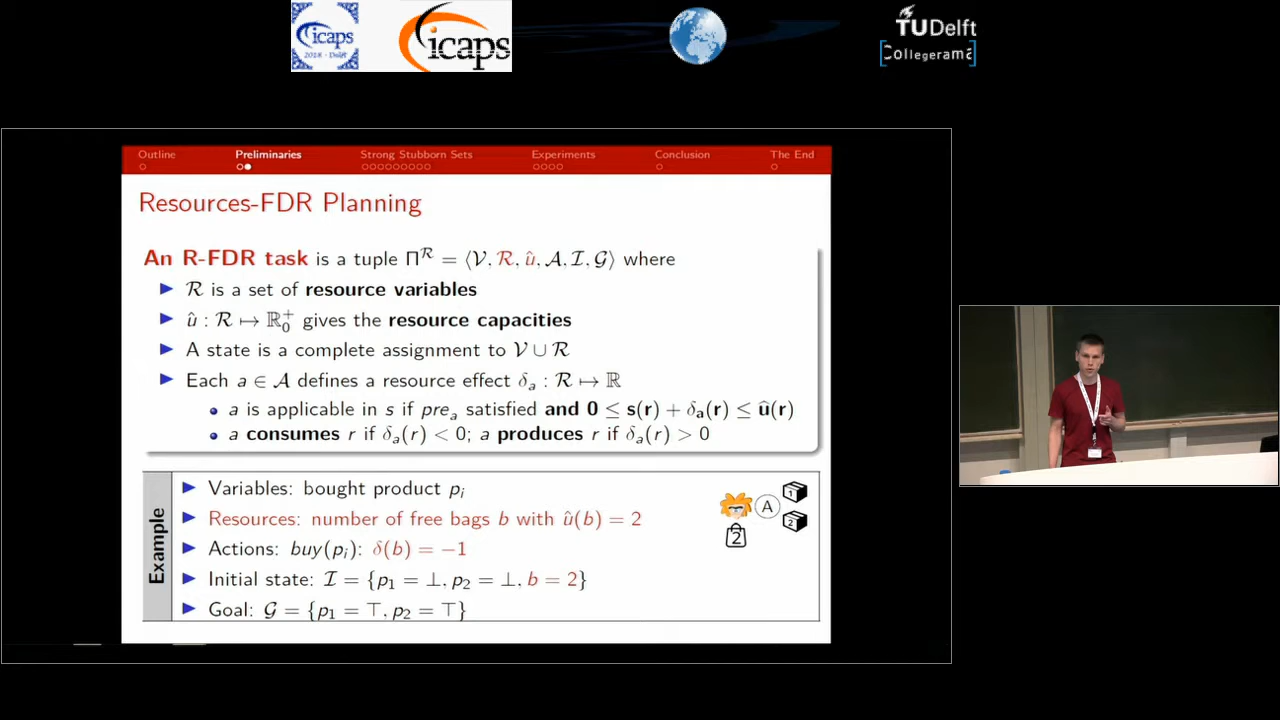 icaps
2018 - Delft
icaps
TUDelft
Collegerama
Outline
Preliminaries
Strong Stubborn Sets
Experiments
Conclusion
The End
Resources-FDR Planning
An R-FDR task is a tuple Π^ℛ = ⟨𝒱, ℛ, û, 𝒜, ℐ, 𝒢⟩ where
ℛ is a set of resource variables
û : ℛ ↦ ℝ₀⁺ gives the resource capacities
A state is a complete assignment to 𝒱 ∪ ℛ
Each a ∈ 𝒜 defines a resource effect δₐ : ℛ ↦ ℝ
a is applicable in s if preₐ satisfied and 0 ≤ s(r) + δₐ(r) ≤ û(r)
a consumes r if δₐ(r) < 0; a produces r if δₐ(r) > 0
Example
Variables: bought product pᵢ
Resources: number of free bags b with û(b) = 2
Actions: buy(pᵢ): δ(b) = −1
Initial state: ℐ = {p₁ = ⊥, p₂ = ⊥, b = 2}
Goal: 𝒢 = {p₁ = ⊤, p₂ = ⊤}
A
1
2
2